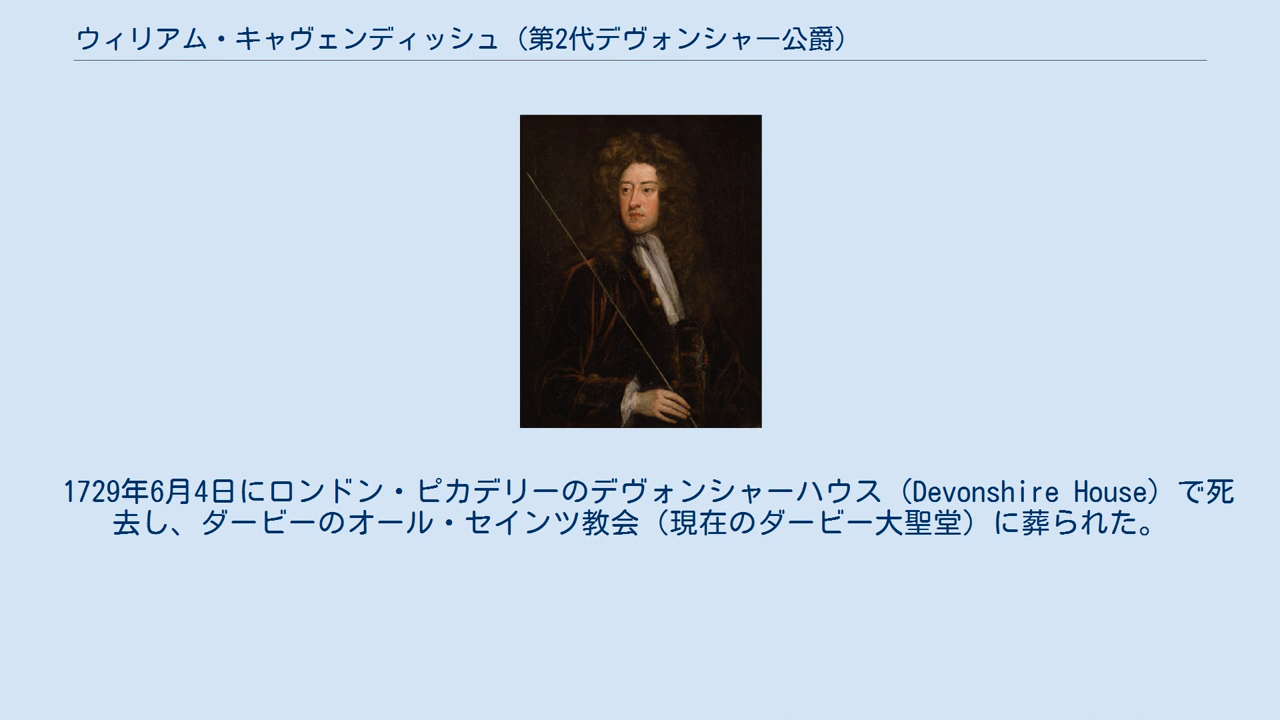 ウィリアム・キャヴェンディッシュ（第2代デヴォンシャー公爵）
1729年6月4日にロンドン・ピカデリーのデヴォンシャーハウス（Devonshire House）で死
去し、ダービーのオール・セインツ教会（現在のダービー大聖堂）に葬られた。